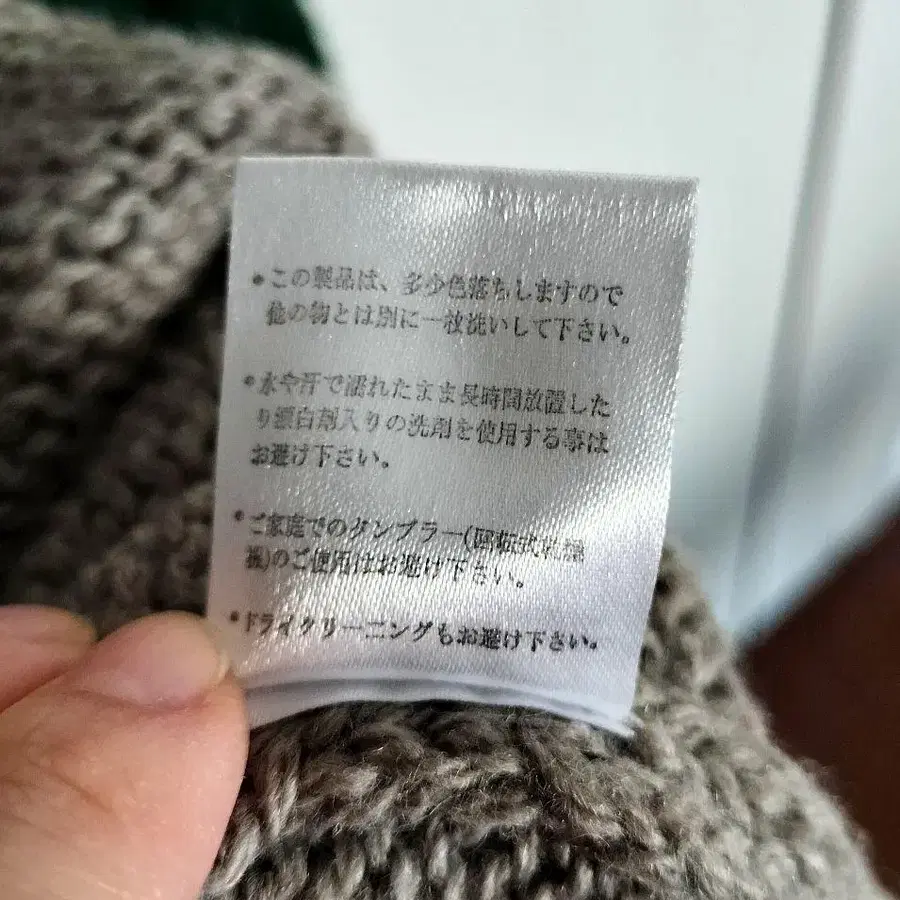 •この製品は、多少色落ちしますので
他の物とは別に一枚洗いして下さい。
•水や汗で濡れたまま長時間放置した
り漂白剤入りの洗剤を使用する事は
お避け下さい。
•ご家庭でのタンブラー(回転式乾燥
機)のご使用はお避け下さい。
•ドライクリーニングもお避け下さい。